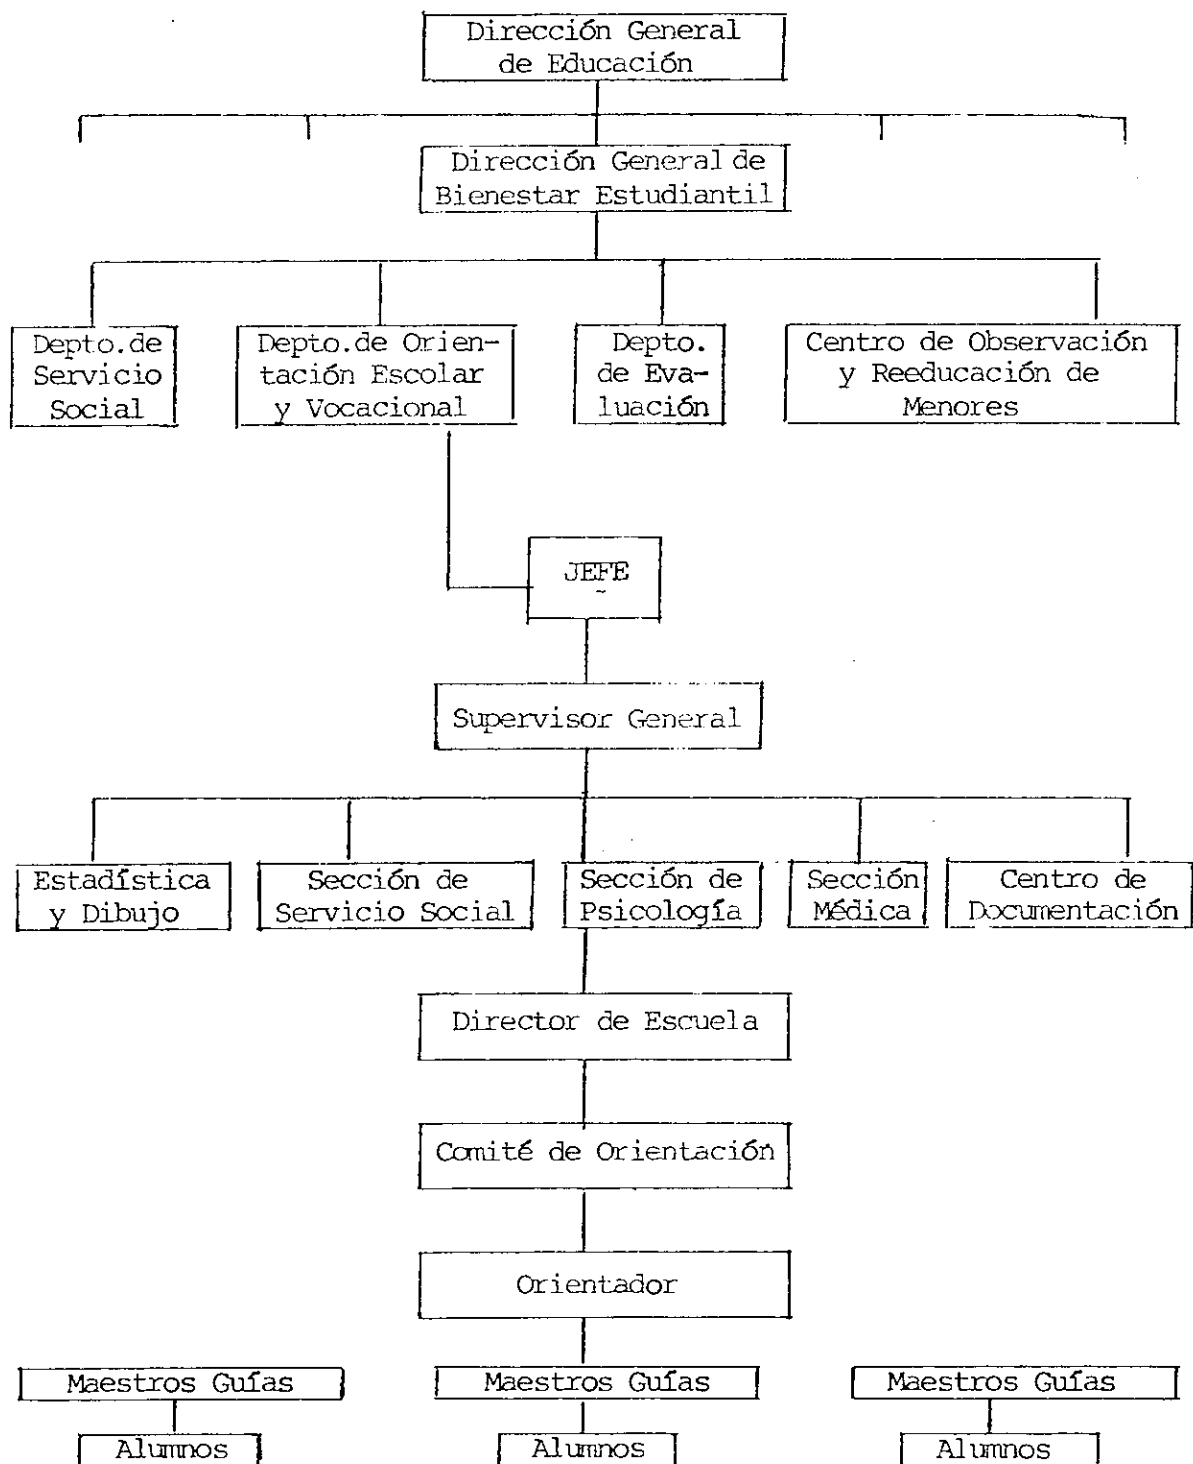 Dirección General
de Educación
Dirección General de
Bienestar Estudiantil
Depto.de
Servicio
Social
Depto.de Orien-
tación Escolar
y Vocacional
Depto.
de Eva-
luación
Centro de Observación
y Reeducación de
Menores
JEFE
Supervisor General
Estadística
y Dibujo
Sección de
Servicio Social
Sección de
Psicología
Sección
Médica
Centro de
Documentación
Director de Escuela
Comité de Orientación
Orientador
Maestros Guías
Maestros Guías
Maestros Guías
Alumnos
Alumnos
Alumnos